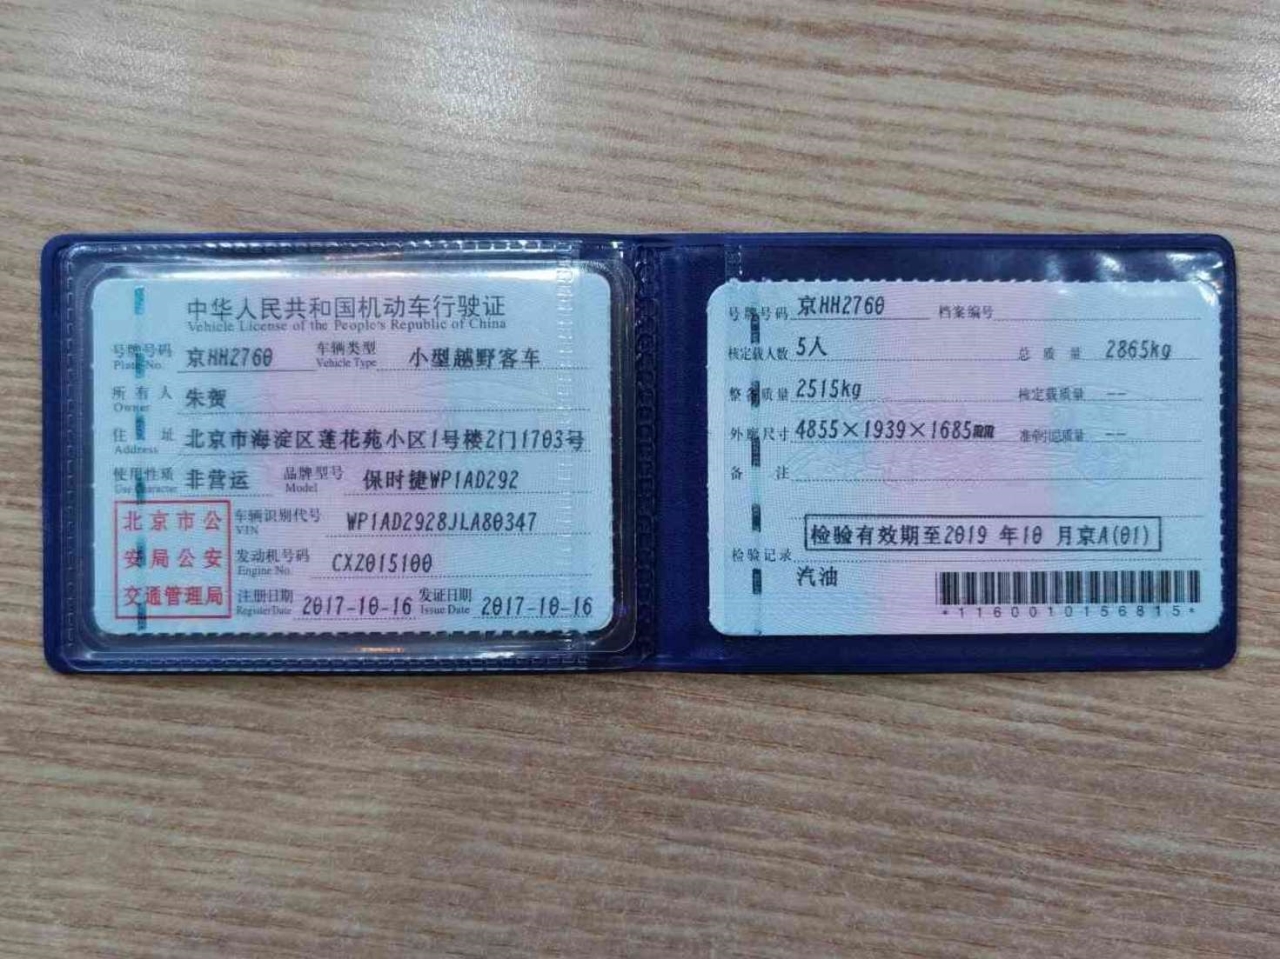 中华人民共和国机动车行驶证
Vehicle License of the People's Republic of China
号牌号码 京HH2760 车辆类型 小型越野客车
Plate No. Vehicle Type
所有人 朱贺
Owner
住址 北京市海淀区莲花苑小区1号楼2门1703号
Address
使用性质 非营运 品牌型号 保时捷WP1AD292
Use Character Model
北京市公
安局公安
交通管理局
车辆识别代号 WP1AD2928JLA80347
VIN
发动机号码 CXZ015100
Engine No.
注册日期 2017-10-16 发证日期 2017-10-16
Register Date Issue Date
号牌号码 京HH2760 档案编号
核定载人数 5人 总质量 2865kg
整备质量 2515kg 核定载质量 --
外廓尺寸 4855×1939×1685mm 准牵引总质量 --
备注
检验有效期至2019年10月京A(01)
检验记录
汽油
*1160010156815*